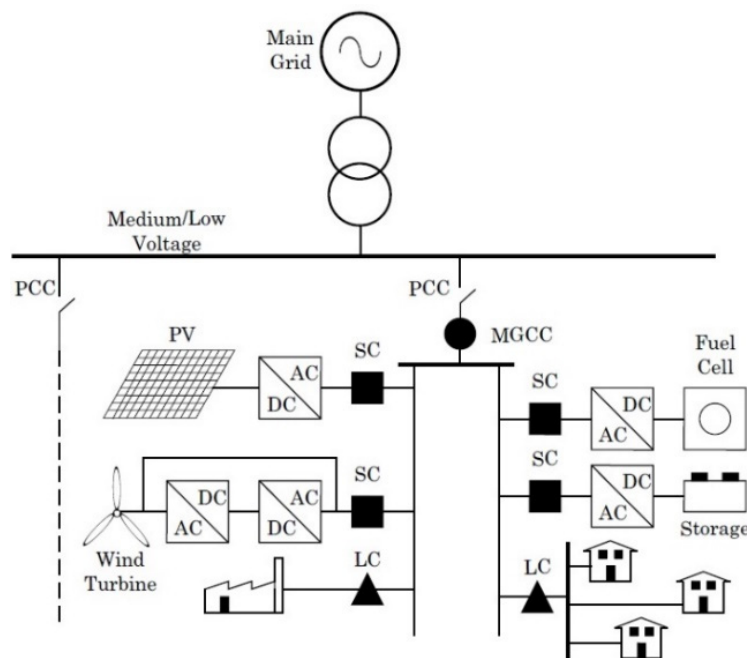 Main
Grid
Medium/Low
Voltage
PCC
PCC
MGCC
PV
SC
AC
DC
Fuel
Cell
SC
DC
AC
SC
DC
AC
AC
DC
SC
DC
AC
Storage
Wind
Turbine
LC
LC